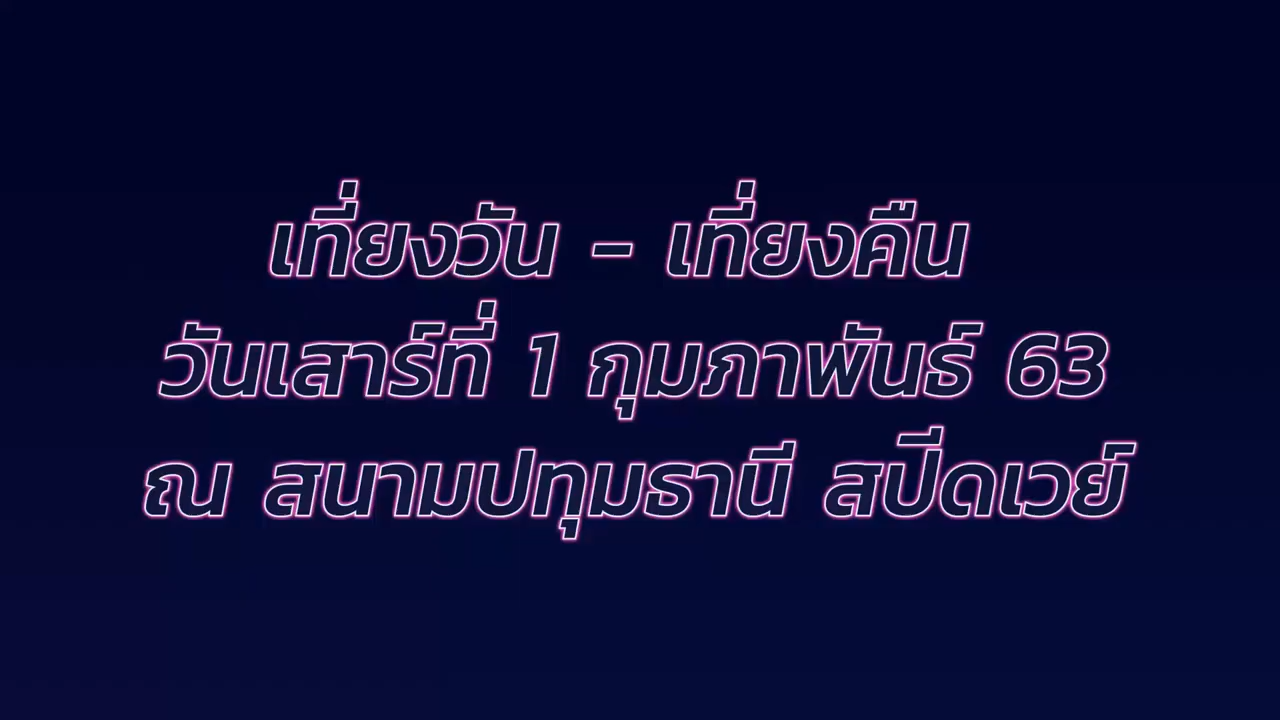 เที่ยงวัน - เที่ยงคืน
วันเสาร์ที่ 1 กุมภาพันธ์ 63
ณ สนามปทุมธานี สปีดเวย์